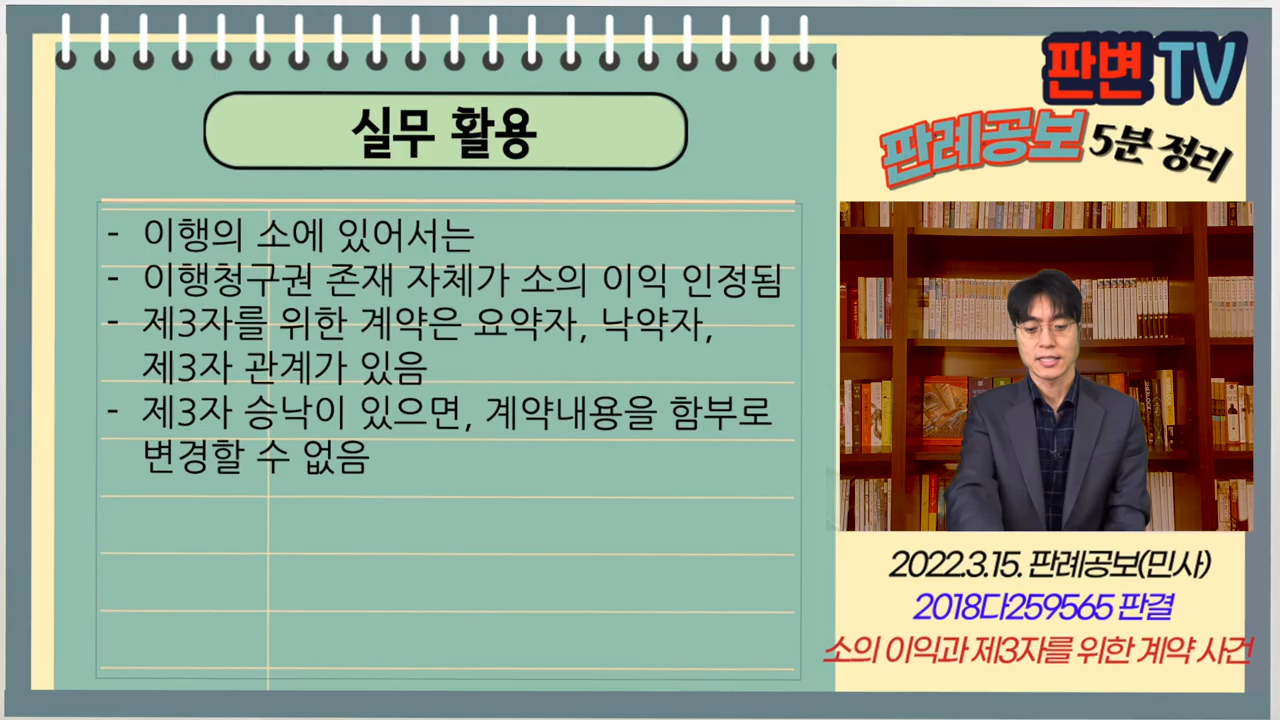 실무 활용
- 이행의 소에 있어서는
- 이행청구권 존재 자체가 소의 이익 인정됨
- 제3자를 위한 계약은 요약자, 낙약자,
제3자 관계가 있음
- 제3자 승낙이 있으면, 계약내용을 함부로
변경할 수 없음
판변 TV
판례공보 5분 정리
2022.3.15. 판례공보(민사)
2018다259565 판결
소의 이익과 제3자를 위한 계약 사건